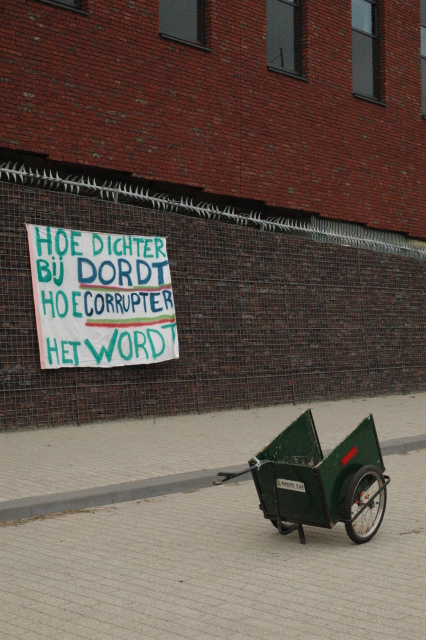 HOE DICHTER
BIJ DORDT
HOE CORRUPTER
HET WORDT